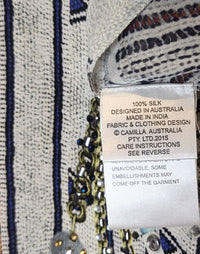 100% SILK
DESIGNED IN AUSTRALIA
MADE IN INDIA
FABRIC & CLOTHING DESIGN
© CAMILLA AUSTRALIA
PTY. LTD.2015
CARE INSTRUCTIONS
SEE REVERSE
UNAVOIDABLE, SOME
EMBELLISHMENTS MAY
COME OFF THE GARMENT